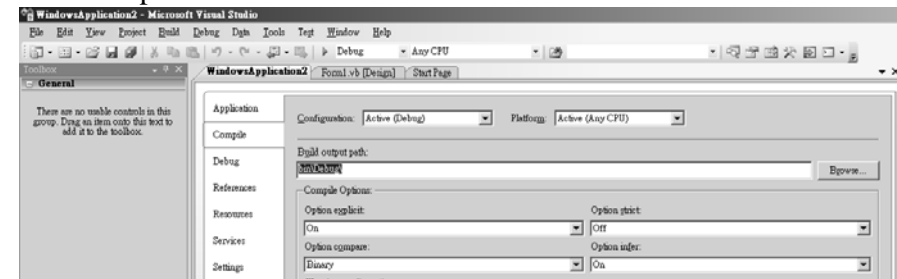 WindowsApplication2 - Microsoft Visual Studio
File Edit View Project Build Debug Data Tools Test Window Help
Debug Any CPU
Toolbox
General
There are no usable controls in this
group. Drag an item onto this text to
add it to the toolbox.
WindowsApplication2 Form1.vb [Design] Start Page
Application
Compile
Debug
References
Resources
Services
Settings
Configuration: Active (Debug) Platform: Active (Any CPU)
Build output path:
bin\Debug\ Browse...
Compile Options:
Option explicit: Option strict:
On Off
Option compare: Option infer:
Binary On